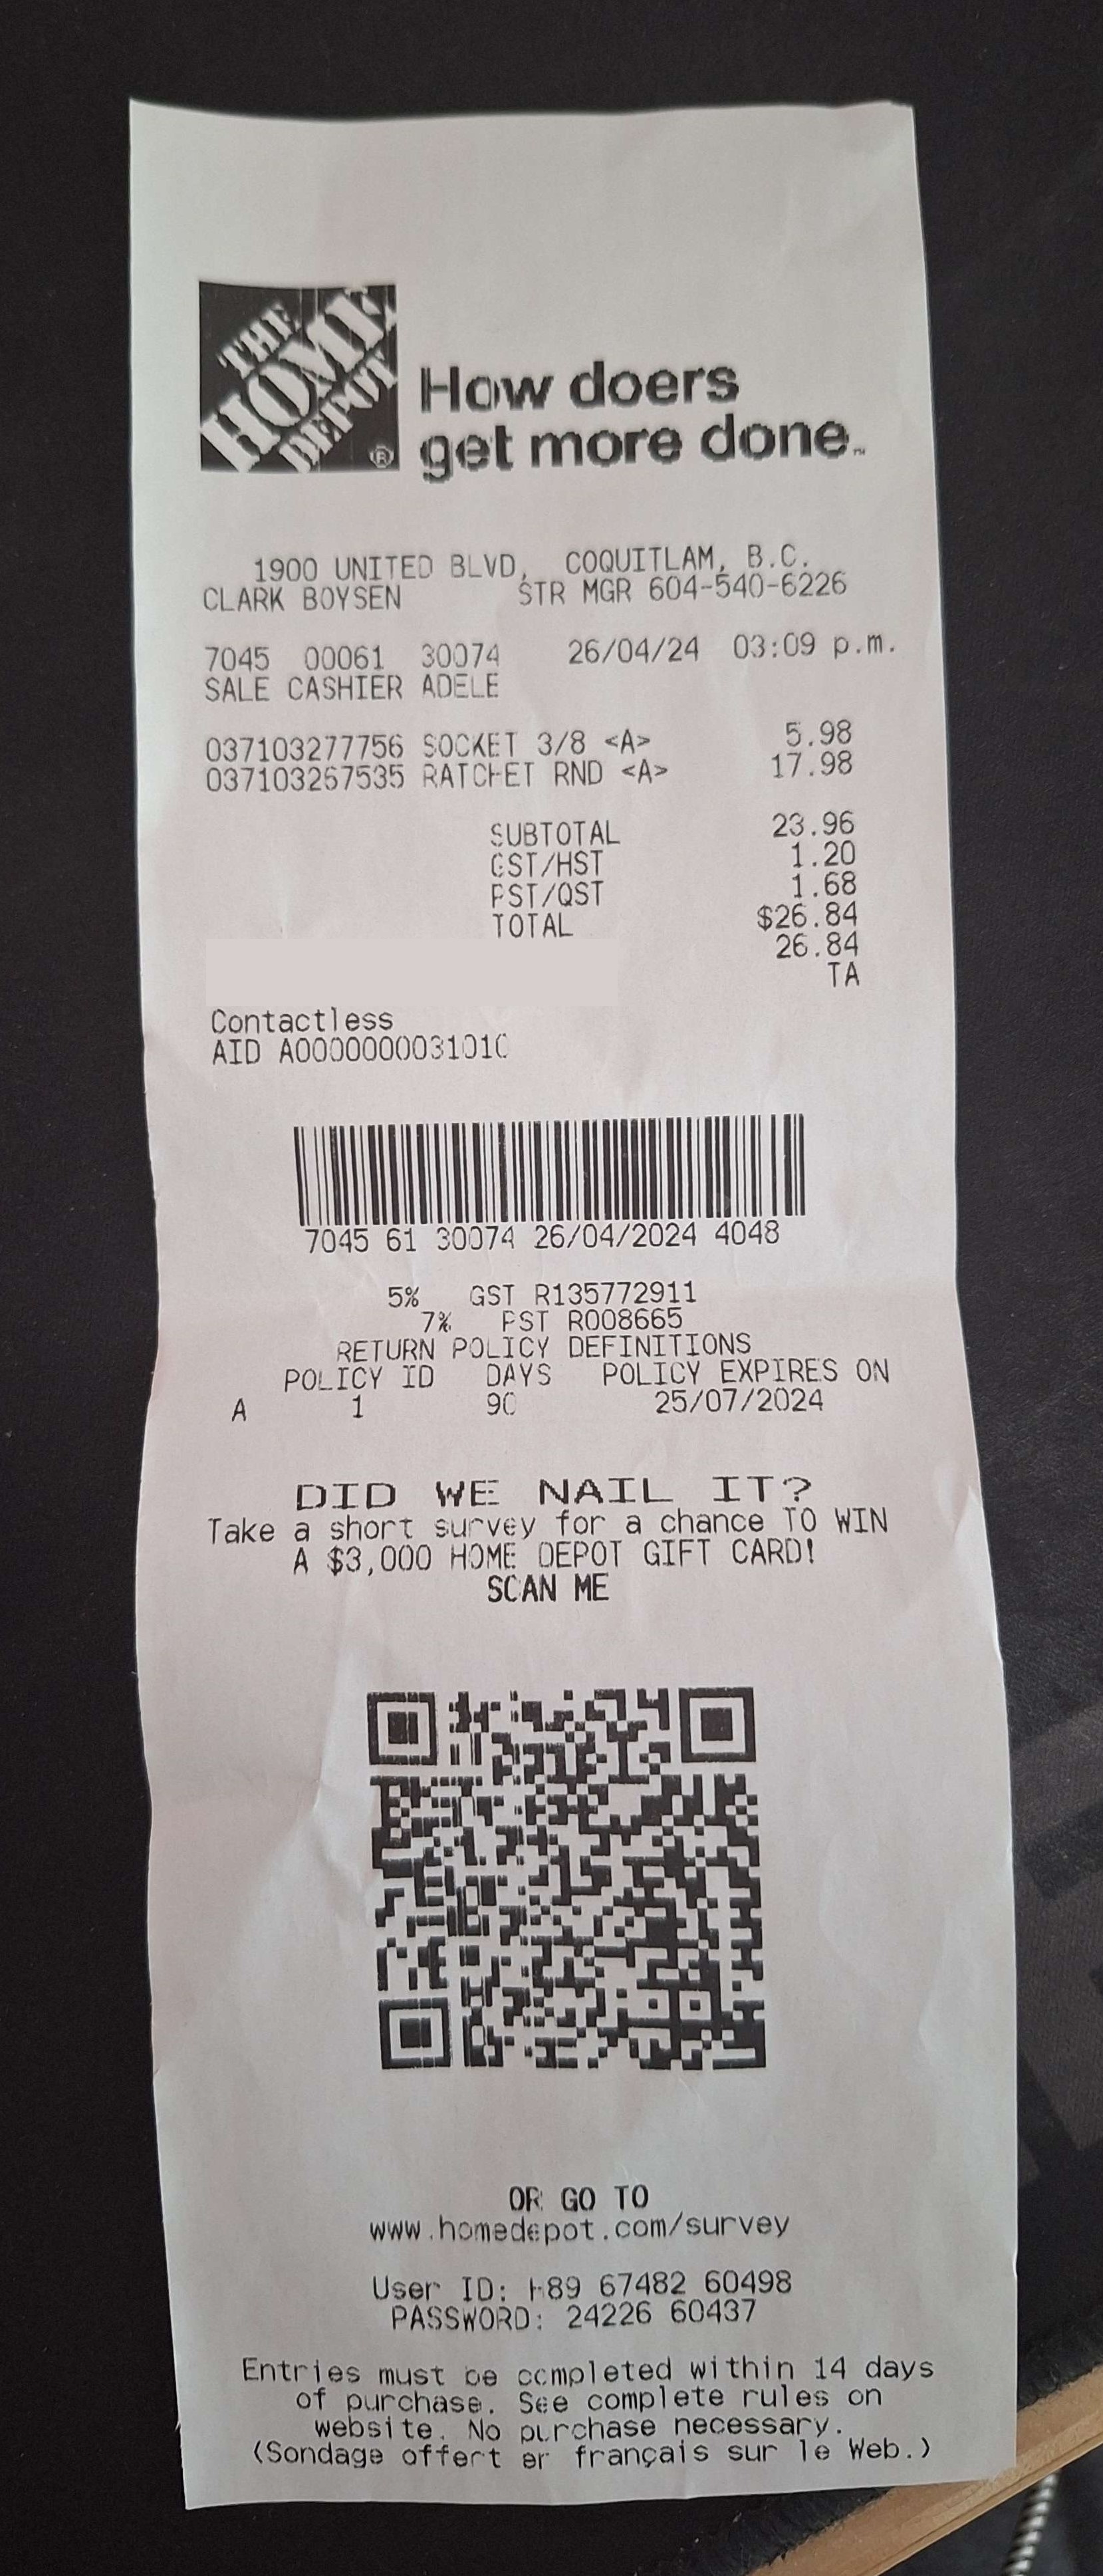 THE
HOME
DEPOT
®
How doers
get more done.™
1900 UNITED BLVD, COQUITLAM, B.C.
CLARK BOYSEN STR MGR 604-540-6226
7045 00061 30074 26/04/24 03:09 p.m.
SALE CASHIER ADELE
037103277756 SOCKET 3/8 <A> 5.98
037103267535 RATCHET RND <A> 17.98
SUBTOTAL 23.96
GST/HST 1.20
PST/QST 1.68
TOTAL $26.84
26.84
TA
Contactless
AID A0000000031010
7045 61 30074 26/04/2024 4048
5% GST R135772911
7% PST R008665
RETURN POLICY DEFINITIONS
POLICY ID DAYS POLICY EXPIRES ON
A 1 90 25/07/2024
DID WE NAIL IT?
Take a short survey for a chance TO WIN
A $3,000 HOME DEPOT GIFT CARD!
SCAN ME
OR GO TO
www.homedepot.com/survey
User ID: 67482 60498
PASSWORD: 24226 60437
Entries must be completed within 14 days
of purchase. See complete rules on
website. No purchase necessary.
(Sondage offert en français sur le Web.)